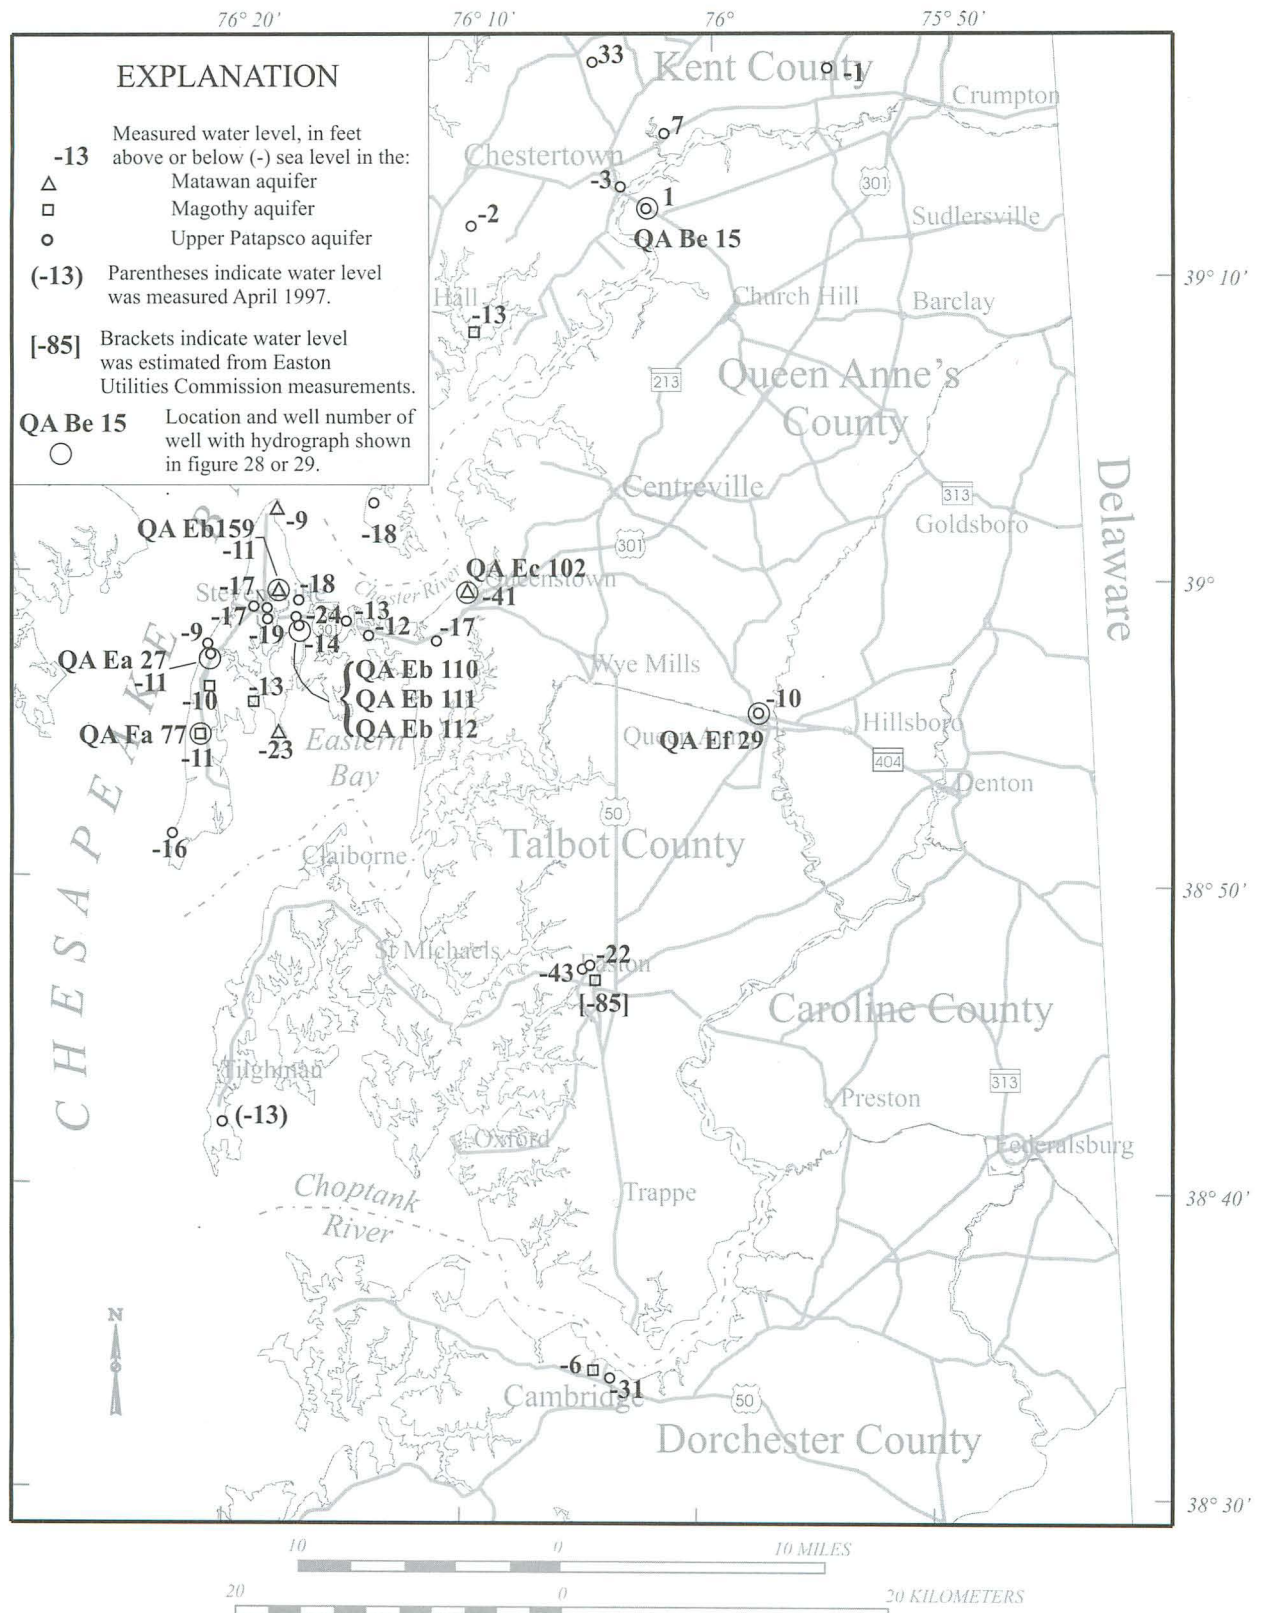 76° 20'
76° 10'
76°
75° 50'
EXPLANATION
Measured water level, in feet
-13 above or below (-) sea level in the:
Matawan aquifer
Magothy aquifer
Upper Patapsco aquifer
(-13) Parentheses indicate water level
was measured April 1997.
[-85] Brackets indicate water level
was estimated from Easton
Utilities Commission measurements.
QA Be 15 Location and well number of
well with hydrograph shown
in figure 28 or 29.
33
Kent County
-1
Crumpton
7
Chestertown
-3
1
301
QA Be 15
-2
Sudlersville
39° 10'
Hall
-13
Church Hill
Barclay
213
Queen Anne's
County
Centreville
313
Goldsboro
Delaware
-9
-18
QA Eb159
-11
301
QA Ec 102
Queenstown
-41
39°
Chester River
-17
-18
-17
-24
301
-13
-12
-17
-19
-14
-9
QA Ea 27
-11
QA Eb 110
QA Eb 111
QA Eb 112
Wye Mills
-10
-13
-10
QA Ef 29
Queen Anne
Hillsboro
404
Denton
QA Ea 77
-11
-23
Eastern
Bay
50
-16
Claiborne
Talbot County
38° 50'
CHESAPEAKE B
St Michaels
-22
-43
Easton
[-85]
Caroline County
Tilghman
(-13)
313
Preston
Oxford
Federalsburg
Choptank
River
Trappe
38° 40'
N
-6
-31
Cambridge
50
Dorchester County
38° 30'
10 0 10 MILES
20 0 20 KILOMETERS